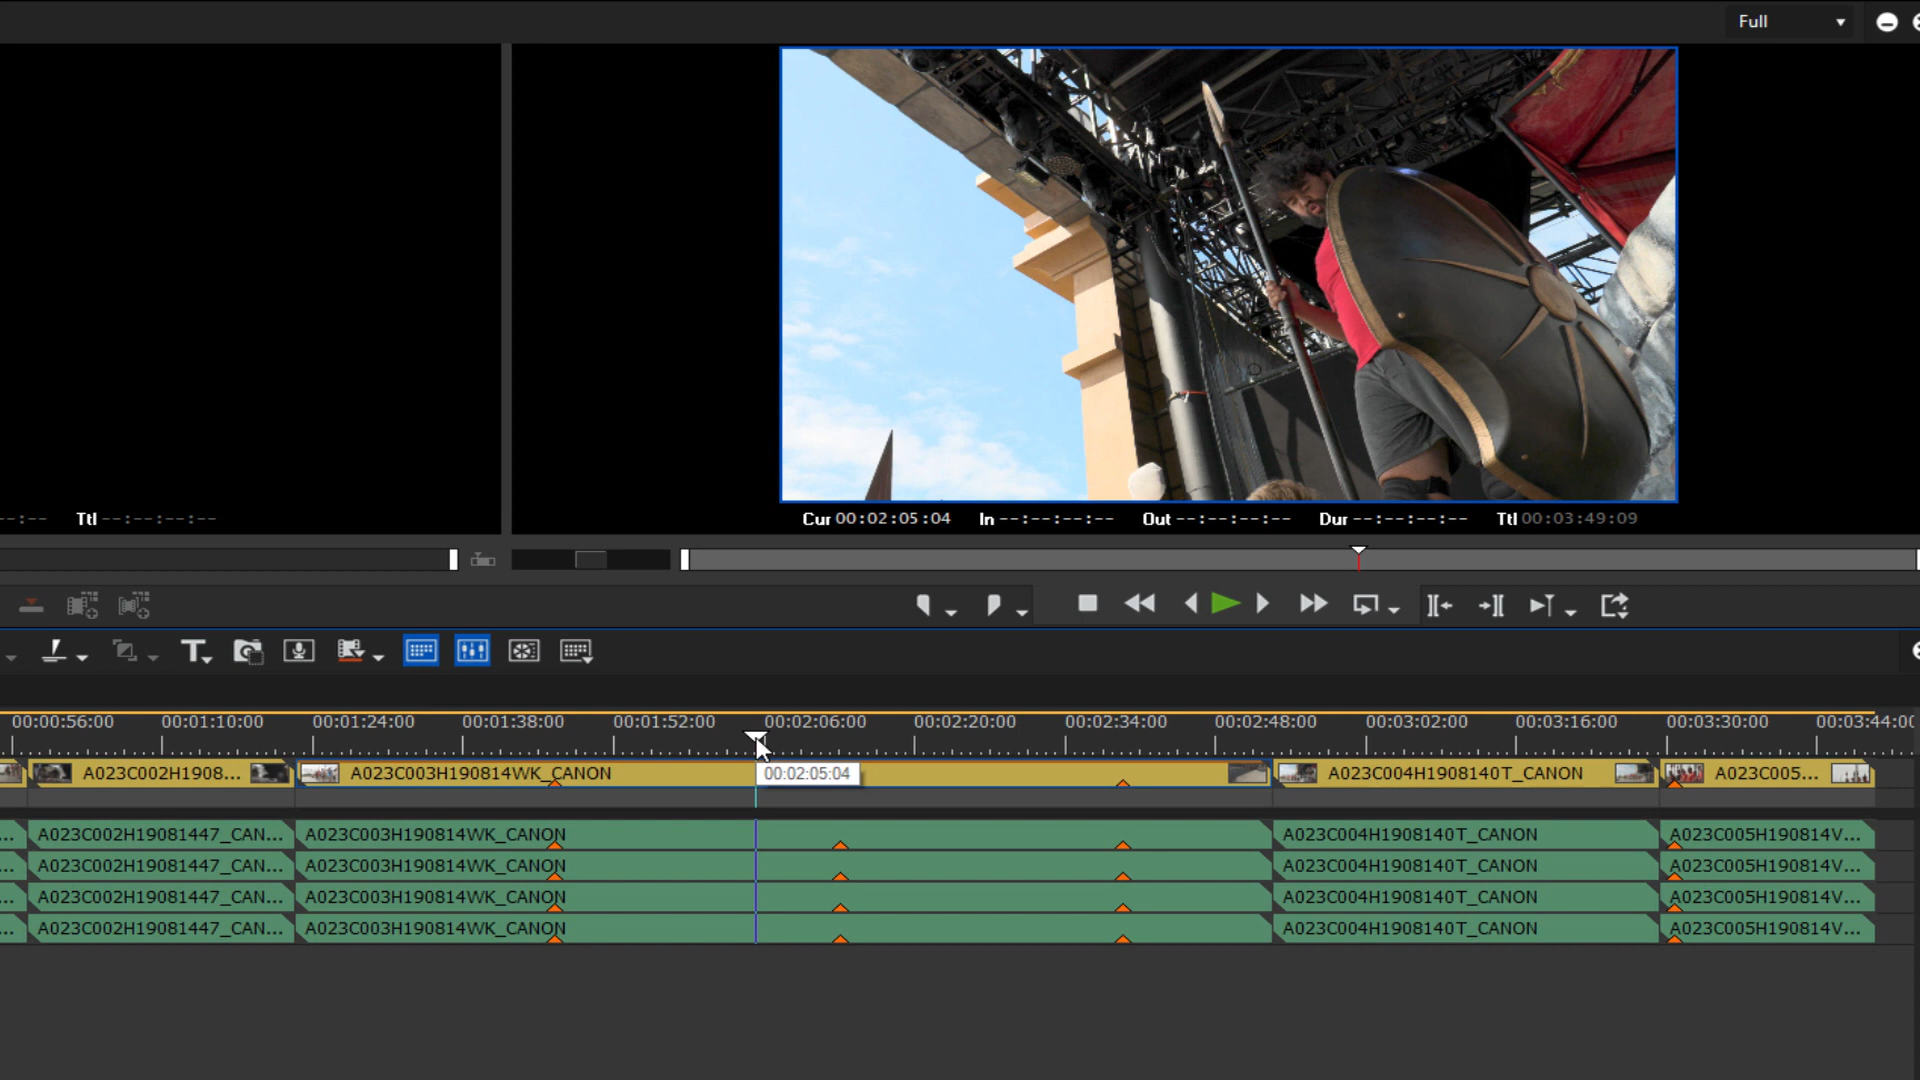 Full
--:-- Ttl --:--:--:--
Cur 00:02:05:04 In --:--:--:-- Out --:--:--:-- Dur --:--:--:-- Ttl 00:03:49:09
00:00:56:00 00:01:10:00 00:01:24:00 00:01:38:00 00:01:52:00 00:02:06:00 00:02:20:00 00:02:34:00 00:02:48:00 00:03:02:00 00:03:16:00 00:03:30:00 00:03:44:00
A023C002H1908... A023C003H190814WK_CANON 00:02:05:04 A023C004H1908140T_CANON A023C005...
... A023C002H19081447_CAN... A023C003H190814WK_CANON A023C004H1908140T_CANON A023C005H190814V...
... A023C002H19081447_CAN... A023C003H190814WK_CANON A023C004H1908140T_CANON A023C005H190814V...
... A023C002H19081447_CAN... A023C003H190814WK_CANON A023C004H1908140T_CANON A023C005H190814V...
... A023C002H19081447_CAN... A023C003H190814WK_CANON A023C004H1908140T_CANON A023C005H190814V...